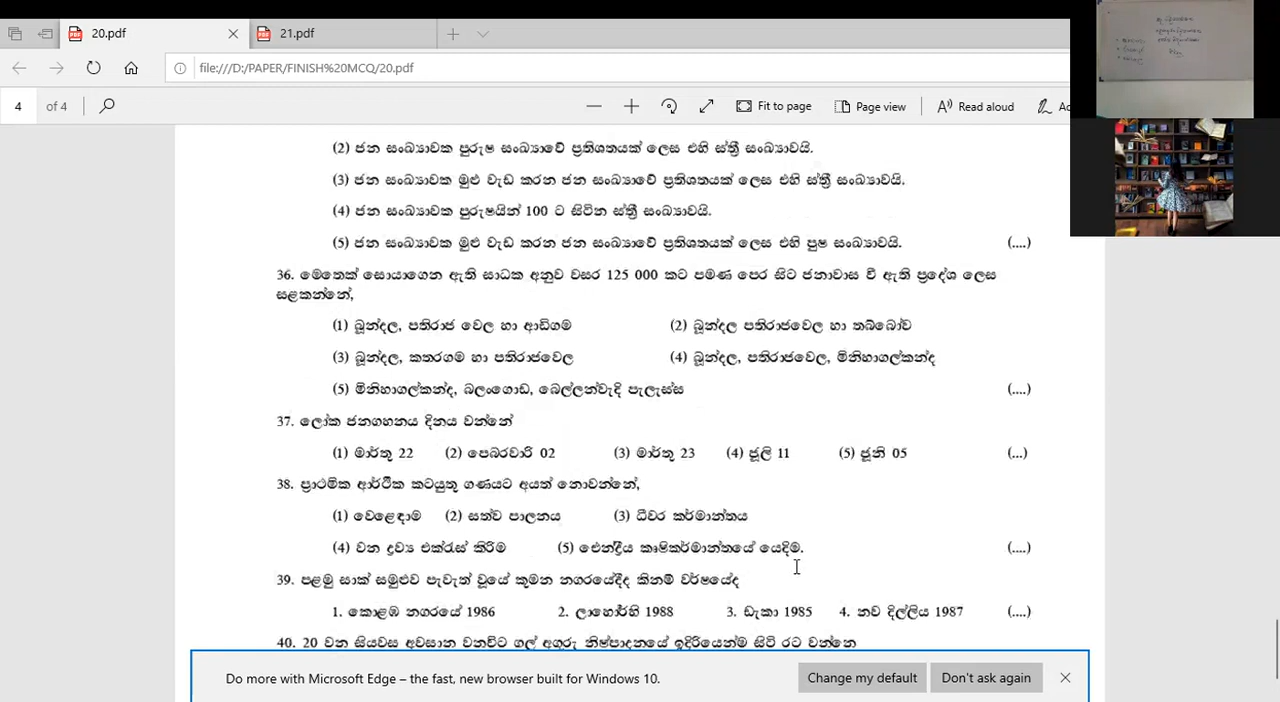 20.pdf
21.pdf
file:///D:/PAPER/FINISH%20MCQ/20.pdf
4 of 4
Fit to page
Page view
Read aloud
(2) ජන සංඛ්‍යාවක පුරුෂ සංඛ්‍යාවේ ප්‍රතිශතයක් ලෙස එහි ස්ත්‍රී සංඛ්‍යාවයි.
(3) ජන සංඛ්‍යාවක මුළු වැඩ කරන ජන සංඛ්‍යාවේ ප්‍රතිශතයක් ලෙස එහි ස්ත්‍රී සංඛ්‍යාවයි.
(4) ජන සංඛ්‍යාවක පුරුෂයින් 100 ට සිටින ස්ත්‍රී සංඛ්‍යාවයි.
(5) ජන සංඛ්‍යාවක මුළු වැඩ කරන ජන සංඛ්‍යාවේ ප්‍රතිශතයක් ලෙස එහි පුෂ සංඛ්‍යාවයි. (....)
36. මෙතෙක් සොයාගෙන ඇති සාධක අනුව වසර 125 000 කට පමණ පෙර සිට ජනාවාස වී ඇති ප්‍රදේශ ලෙස
සළකන්නේ,
(1) බූන්දල, පතිරාජ වෙල හා ආඩිගම (2) බූන්දල පතිරාජවෙල හා තබ්බෝව
(3) බූන්දල, කතරගම හා පතිරාජවෙල (4) බූන්දල, පතිරාජවෙල, මිනිහාගල්කන්ද
(5) මිනිහාගල්කන්ද, බලංගොඩ, බෙල්ලන්වැදි පැලැස්ස (....)
37. ලෝක ජනගහනය දිනය වන්නේ
(1) මාර්තු 22 (2) පෙබරවාරි 02 (3) මාර්තු 23 (4) ජූලි 11 (5) ජූනි 05 (...)
38. ප්‍රාථමික ආර්ථික කටයුතු ගණයට අයත් නොවන්නේ,
(1) වෙළෙඳාම (2) සත්ව පාලනය (3) ධීවර කර්මාන්තය
(4) වන ද්‍රව්‍ය එක්රැස් කිරීම (5) ඓන්ද්‍රීය කෘෂිකර්මාන්තයේ යෙදීම. (....)
39. පළමු සාක් සමුළුව පැවැත් වූයේ කුමන නගරයේදීද කිනම් වර්ෂයේද
1. කොළඹ නගරයේ 1986 2. ලාහෝර්හි 1988 3. ඩැකා 1985 4. නව දිල්ලිය 1987 (....)
40. 20 වන සියවස අවසාන වනවිට ගල් අගුරු නිෂ්පාදනයේ ඉදිරියෙන්ම සිටි රට වන්නෙ
Do more with Microsoft Edge – the fast, new browser built for Windows 10.
Change my default
Don't ask again